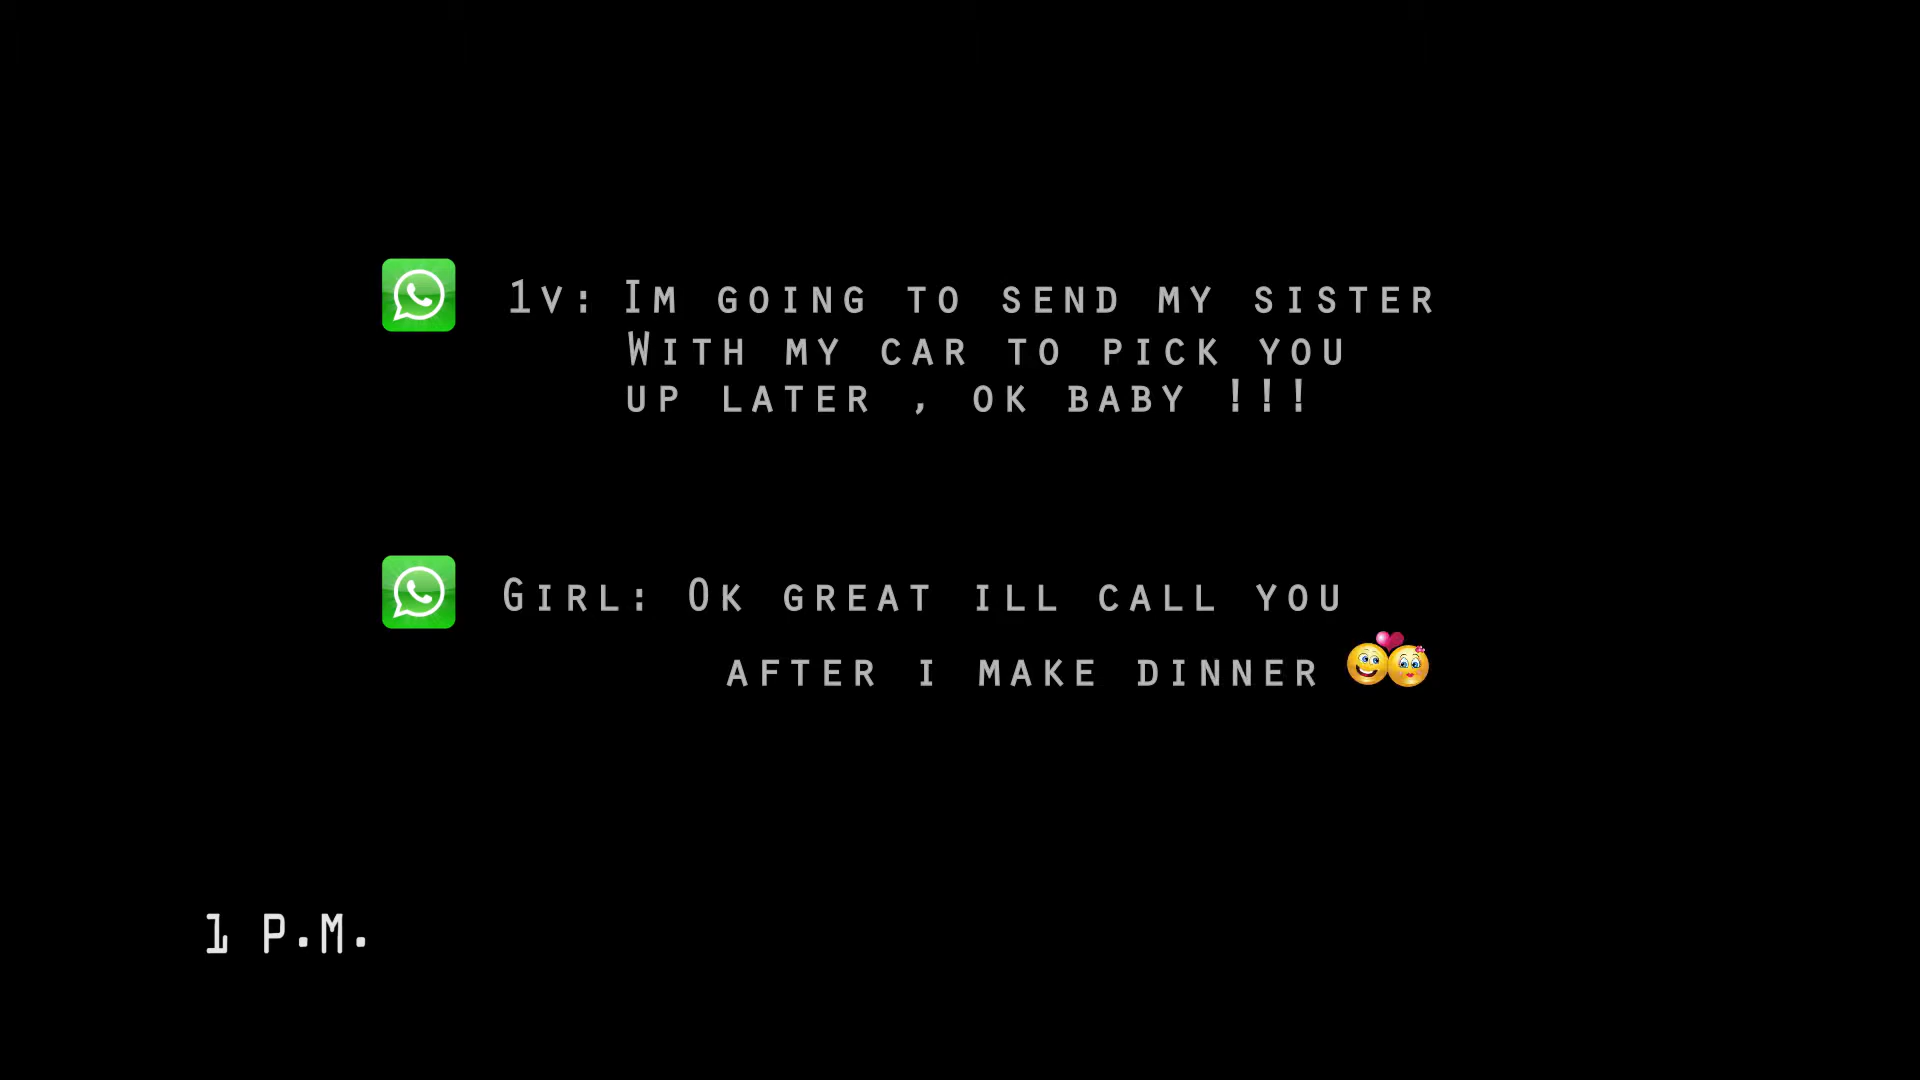 1v: Im going to send my sister
With my car to pick you
up later , ok baby !!!
Girl: Ok great ill call you
after i make dinner
1 P.M.